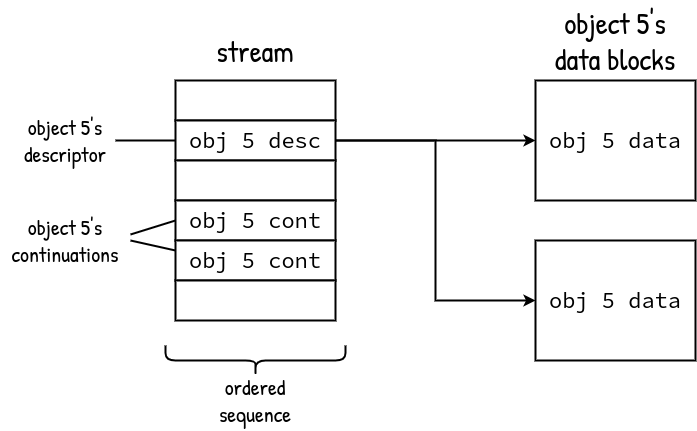 object 5's
data blocks
stream
object 5's
descriptor
obj 5 desc
obj 5 data
object 5's
continuations
obj 5 cont
obj 5 cont
obj 5 data
ordered
sequence